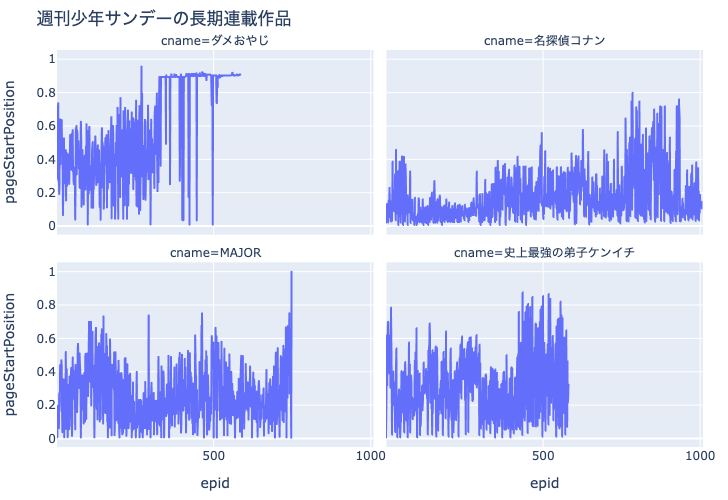 週刊少年サンデーの長期連載作品
cname=ダメおやじ
cname=名探偵コナン
pageStartPosition
1
0.8
0.6
0.4
0.2
0
cname=MAJOR
cname=史上最強の弟子ケンイチ
pageStartPosition
1
0.8
0.6
0.4
0.2
0
500
1000
500
1000
epid
epid